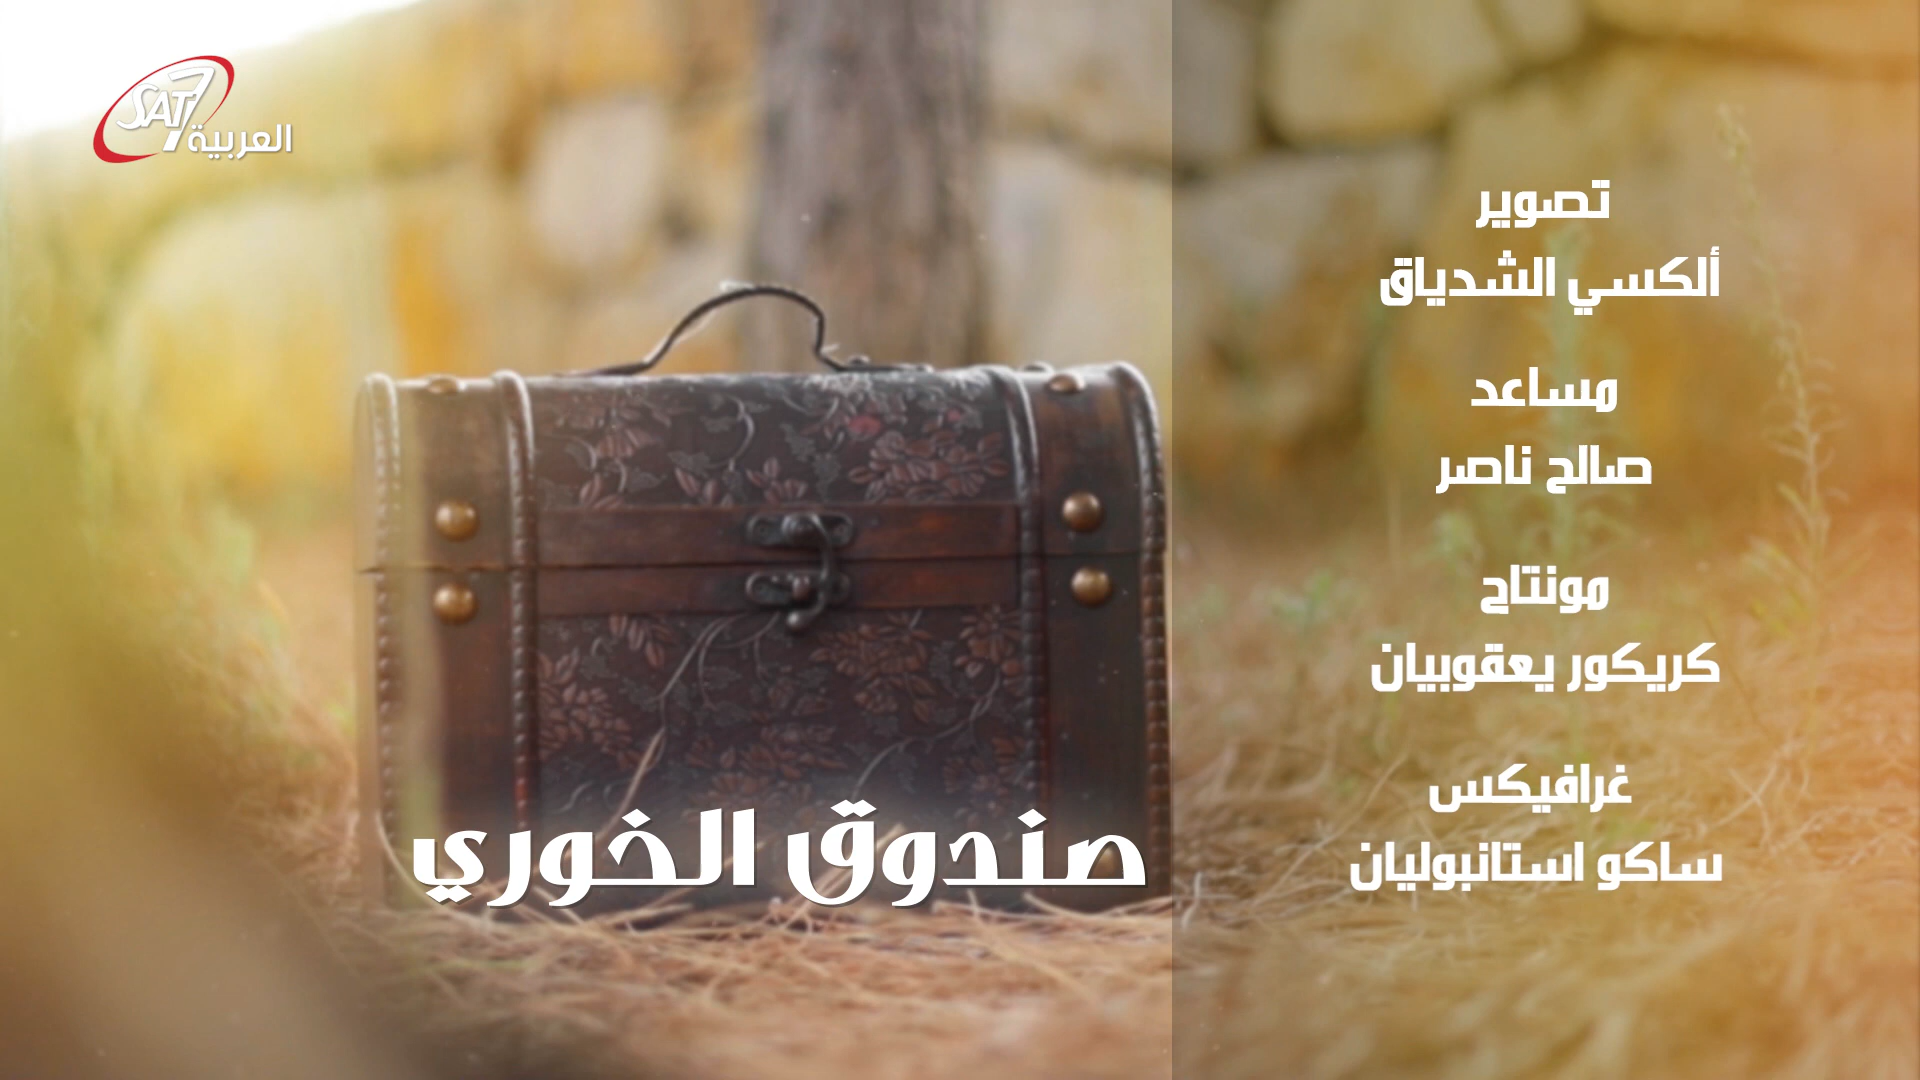 SAT7
العربية
تصوير
ألكسي الشدياق
مساعد
صالح ناصر
مونتاج
كريكور يعقوبيان
غرافيكس
ساكو استانبوليان
صندوق الخوري